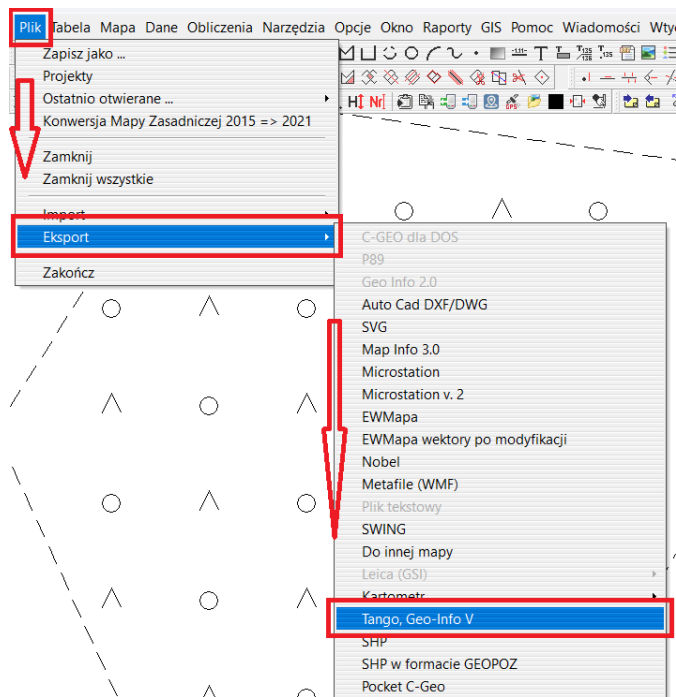 Plik Tabela Mapa Dane Obliczenia Narzędzia Opcje Okno Raporty GIS Pomoc Wiadomości Wtyc
Zapisz jako ...
Projekty
Ostatnio otwierane ...
Konwersja Mapy Zasadniczej 2015 => 2021
Zamknij
Zamknij wszystkie
Import
Eksport
Zakończ
C-GEO dla DOS
P89
Geo Info 2.0
Auto Cad DXF/DWG
SVG
Map Info 3.0
Microstation
Microstation v. 2
EWMapa
EWMapa wektory po modyfikacji
Nobel
Metafile (WMF)
Plik tekstowy
SWING
Do innej mapy
Leica (GSI)
Kartometr
Tango, Geo-Info V
SHP
SHP w formacie GEOPOZ
Pocket C-Geo